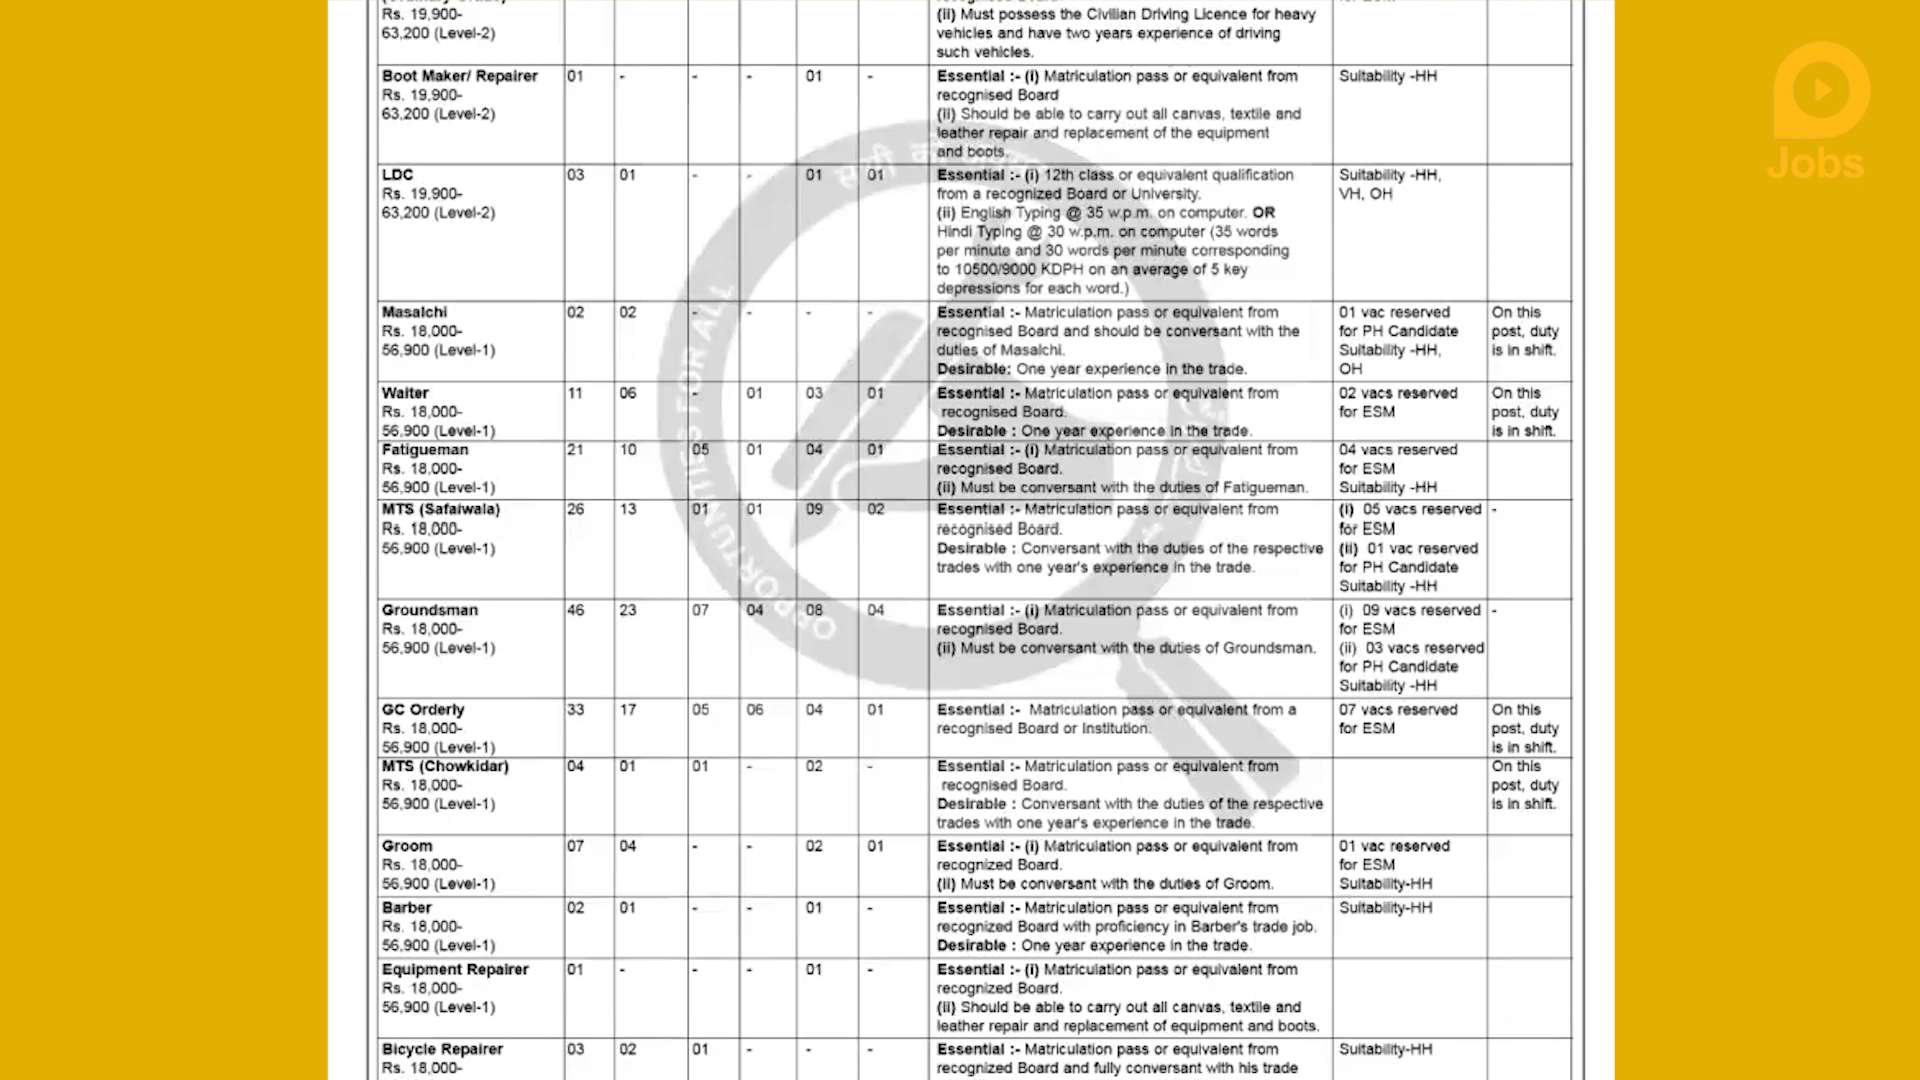 Rs. 19,900-
63,200 (Level-2)
(ii) Must possess the Civilian Driving Licence for heavy
vehicles and have two years experience of driving
such vehicles.
Boot Maker/ Repairer 01 - - - 01 - Essential :- (i) Matriculation pass or equivalent from Suitability -HH
Rs. 19,900- recognised Board
63,200 (Level-2) (ii) Should be able to carry out all canvas, textile and
leather repair and replacement of the equipment
and boots.
LDC 03 01 - - 01 01 Essential :- (i) 12th class or equivalent qualification Suitability -HH,
Rs. 19,900- from a recognized Board or University. VH, OH
63,200 (Level-2) (ii) English Typing @ 35 w.p.m. on computer. OR
Hindi Typing @ 30 w.p.m. on computer (35 words
per minute and 30 words per minute corresponding
to 10500/9000 KDPH on an average of 5 key
depressions for each word.)
Masalchi 02 02 - - - - Essential :- Matriculation pass or equivalent from 01 vac reserved On this
Rs. 18,000- recognised Board and should be conversant with the for PH Candidate post, duty
56,900 (Level-1) duties of Masalchi. Suitability -HH, is in shift.
Desirable: One year experience in the trade. OH
Waiter 11 06 - 01 03 01 Essential :- Matriculation pass or equivalent from 02 vacs reserved On this
Rs. 18,000- recognised Board. for ESM post, duty
56,900 (Level-1) Desirable : One year experience in the trade. is in shift.
Fatigueman 21 10 05 01 04 01 Essential :- (i) Matriculation pass or equivalent from 04 vacs reserved
Rs. 18,000- recognised Board. for ESM
56,900 (Level-1) (ii) Must be conversant with the duties of Fatigueman. Suitability -HH
MTS (Safaiwala) 26 13 01 01 09 02 Essential :- Matriculation pass or equivalent from (i) 05 vacs reserved -
Rs. 18,000- recognised Board. for ESM
56,900 (Level-1) Desirable : Conversant with the duties of the respective (ii) 01 vac reserved
trades with one year's experience in the trade. for PH Candidate
Suitability -HH
Groundsman 46 23 07 04 08 04 Essential :- (i) Matriculation pass or equivalent from (i) 09 vacs reserved -
Rs. 18,000- recognised Board. for ESM
56,900 (Level-1) (ii) Must be conversant with the duties of Groundsman. (ii) 03 vacs reserved
for PH Candidate
Suitability -HH
GC Orderly 33 17 05 06 04 01 Essential :- Matriculation pass or equivalent from a 07 vacs reserved On this
Rs. 18,000- recognised Board or Institution. for ESM post, duty
56,900 (Level-1) is in shift.
MTS (Chowkidar) 04 01 01 - 02 - Essential :- Matriculation pass or equivalent from On this
Rs. 18,000- recognised Board. post, duty
56,900 (Level-1) Desirable : Conversant with the duties of the respective is in shift.
trades with one year's experience in the trade.
Groom 07 04 - - 02 01 Essential :- (i) Matriculation pass or equivalent from 01 vac reserved
Rs. 18,000- recognized Board. for ESM
56,900 (Level-1) (ii) Must be conversant with the duties of Groom. Suitability-HH
Barber 02 01 - - 01 - Essential :- Matriculation pass or equivalent from Suitability-HH
Rs. 18,000- recognized Board with proficiency in Barber's trade job.
56,900 (Level-1) Desirable : One year experience in the trade.
Equipment Repairer 01 - - - 01 - Essential :- (i) Matriculation pass or equivalent from
Rs. 18,000- recognized Board.
56,900 (Level-1) (ii) Should be able to carry out all canvas, textile and
leather repair and replacement of equipment and boots.
Bicycle Repairer 03 02 01 - - - Essential :- Matriculation pass or equivalent from Suitability-HH
Rs. 18,000- recognized Board and fully conversant with his trade
OPPORTUNITIES FOR ALL
Jobs